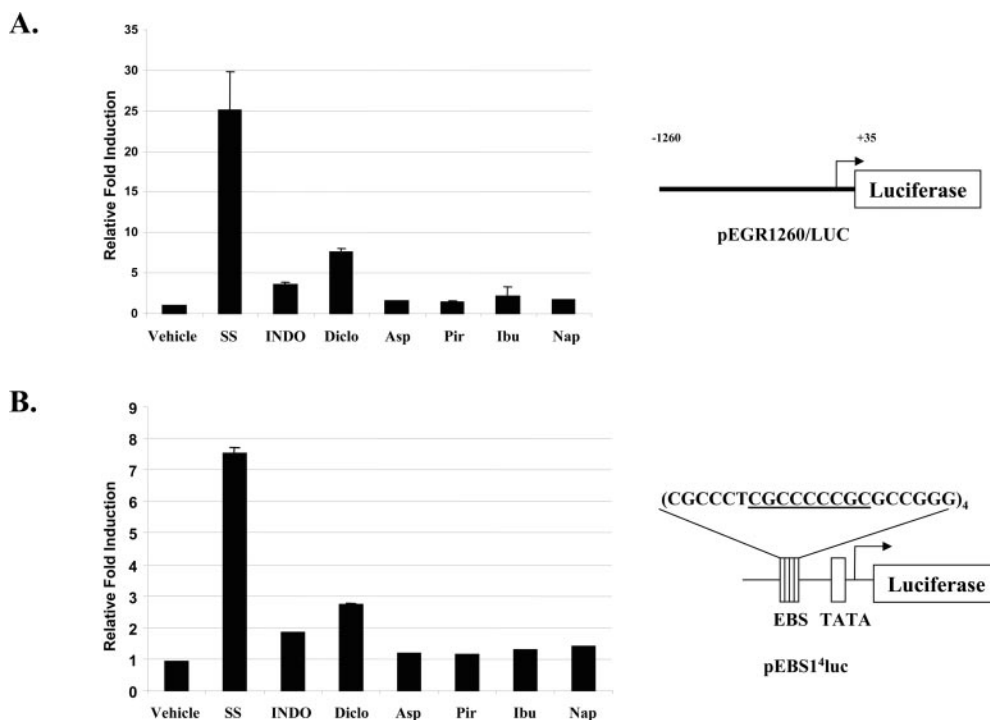 A.
Relative Fold Induction
35
30
25
20
15
10
5
0
Vehicle SS INDO Diclo Asp Pir Ibu Nap
-1260 +35
Luciferase
pEGR1260/LUC
B.
Relative Fold Induction
9
8
7
6
5
4
3
2
1
0
Vehicle SS INDO Diclo Asp Pir Ibu Nap
(CGCCCTCGCCCCCGCGCCGGG)4
Luciferase
EBS TATA
pEBS1⁴luc